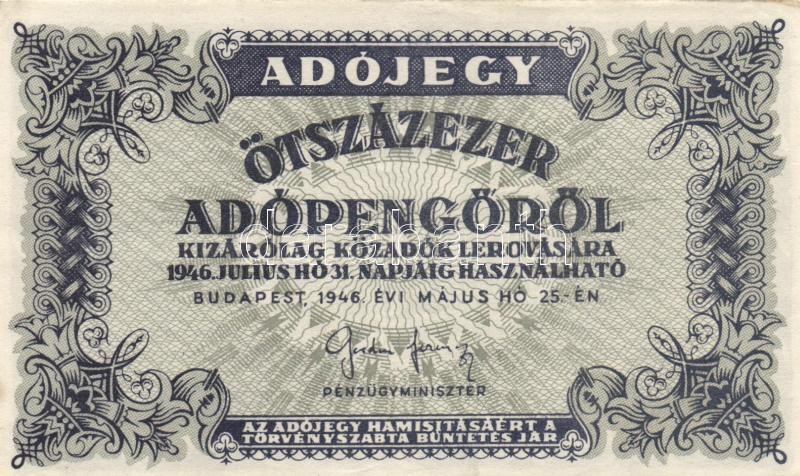 ADÓJEGY
ÖTSZÁZEZER
ADÓPENGŐRŐL
KIZÁRÓLAG KÖZADÓK LEROVÁSÁRA
1946. JULIUS HÓ 31. NAPJÁIG HASZNÁLHATÓ
BUDAPEST, 1946. ÉVI MÁJUS HÓ 25.-ÉN
PÉNZÜGYMINISZTER
AZ ADÓJEGY HAMISITÁSÁÉRT A
TÖRVÉNYSZABTA BÜNTETÉS JÁR